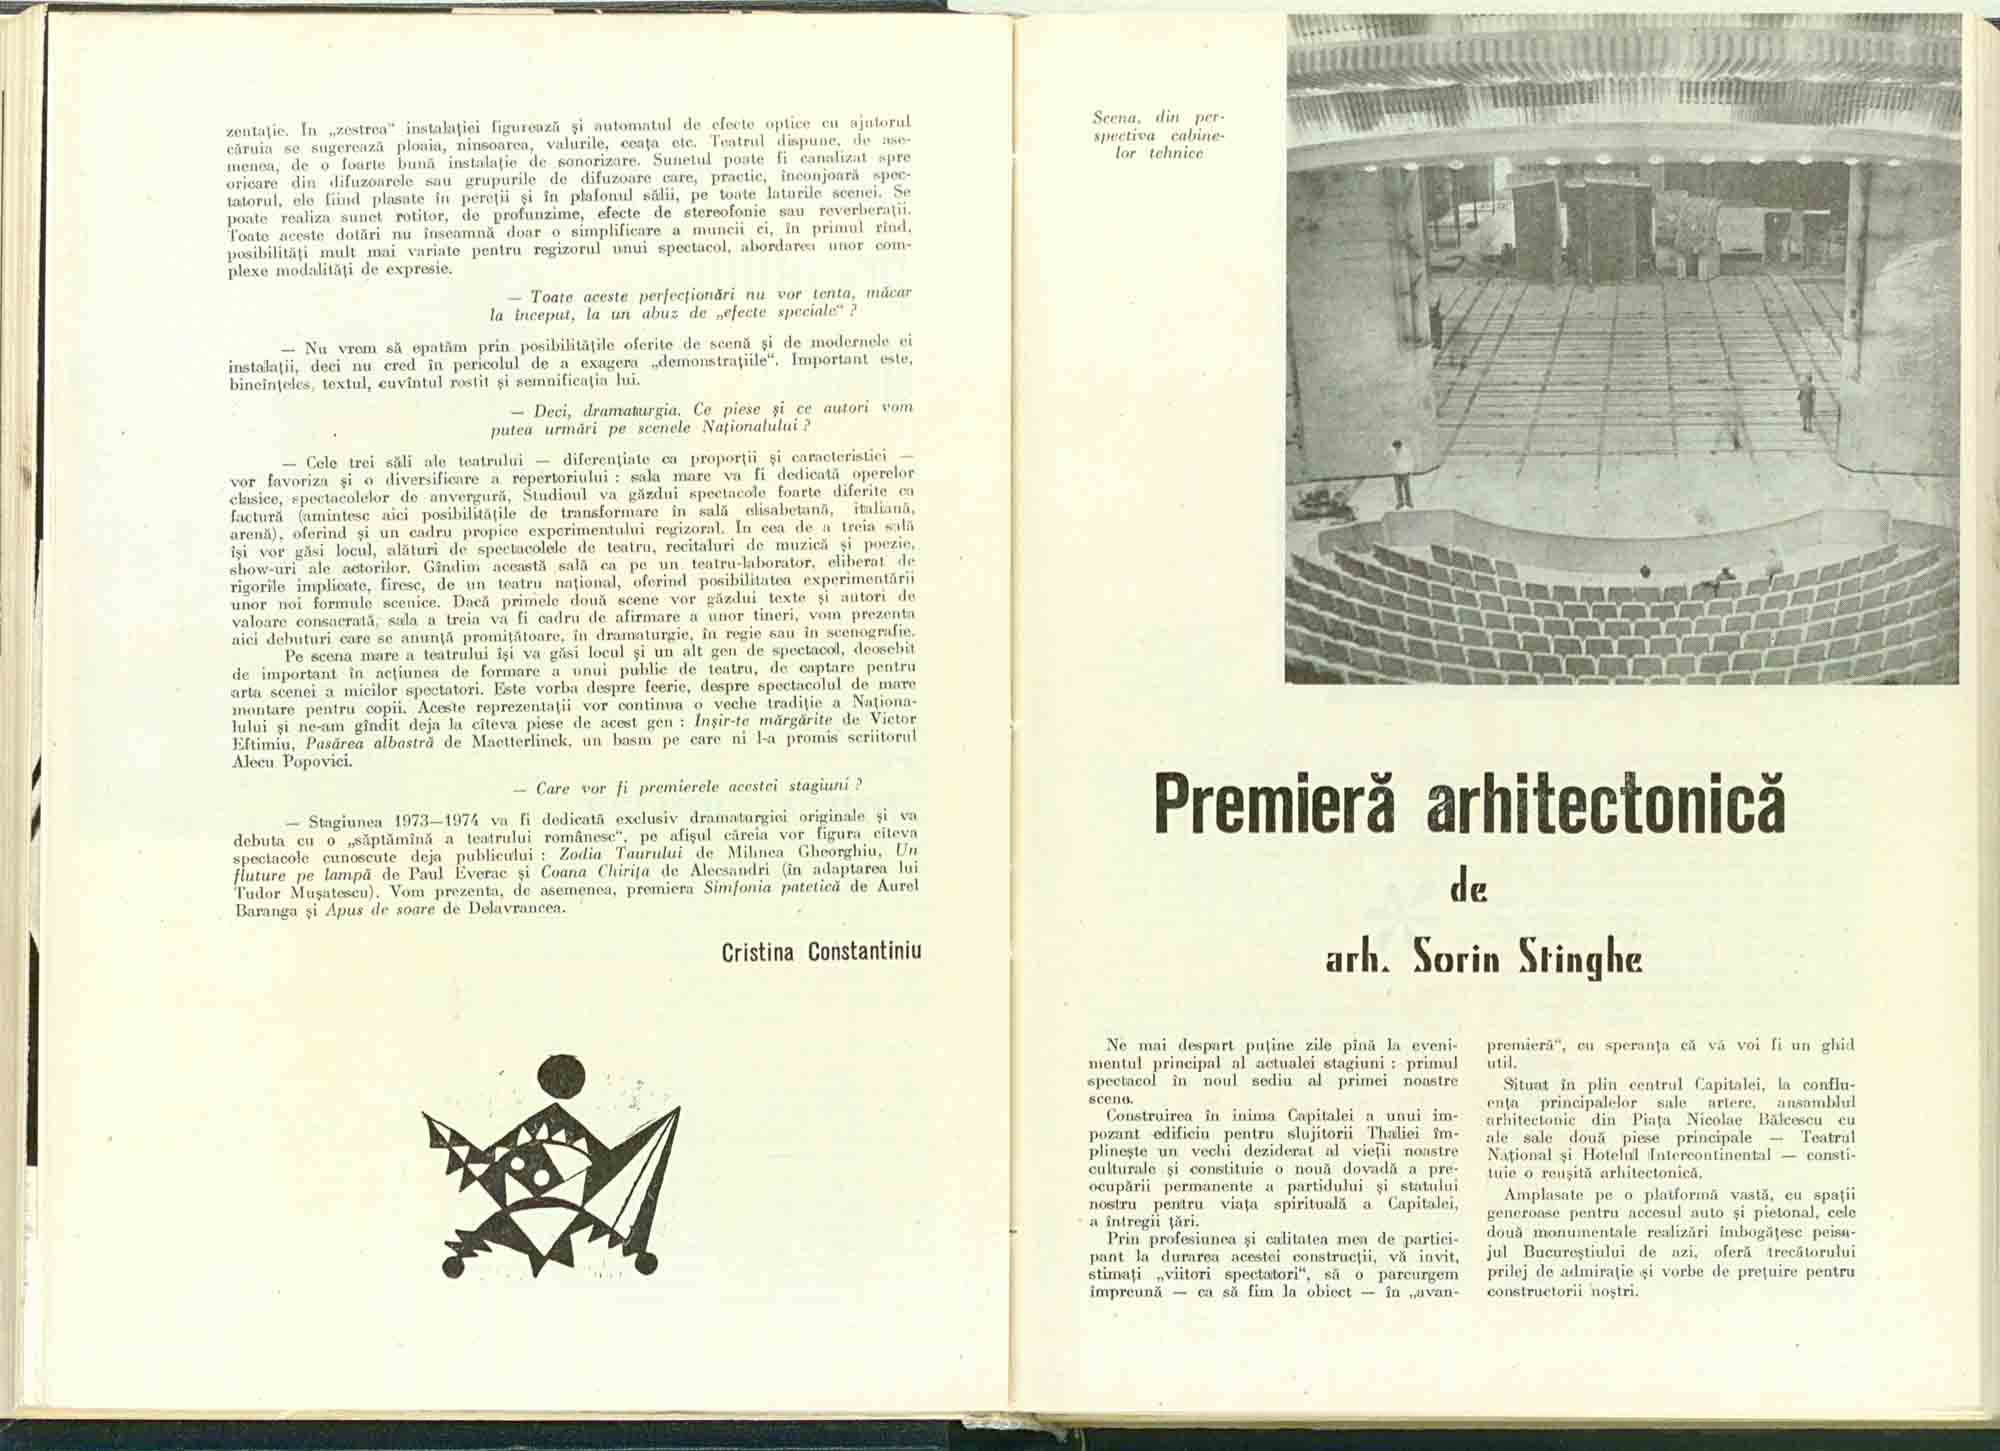 zentație. In „zestrea“ instalației figurează și automatul de efecte optice cu ajutorul
căruia se sugerează ploaia, ninsoarea, valurile, ceața etc. Teatrul dispune, de ase-
menea, de o foarte bună instalație de sonorizare. Sunetul poate fi canalizat spre
oricare din difuzoarele sau grupurile de difuzoare care, practic, înconjoară spec-
tatorul, ele fiind plasate în pereții și în plafonul sălii, pe toate laturile scenei. Se
poate realiza sunet rotitor, de profunzime, efecte de stereofonie sau reverberații.
Toate aceste dotări nu înseamnă doar o simplificare a muncii ci, în primul rînd,
posibilități mult mai variate pentru regizorul unui spectacol, abordarea unor com-
plexe modalități de expresie.
— Toate aceste perfecționări nu vor tenta, măcar
la început, la un abuz de „efecte speciale“ ?
— Nu vrem să epatăm prin posibilitățile oferite de scenă și de modernele ei
instalații, deci nu cred în pericolul de a exagera „demonstrațiile“. Important este,
bineînțeles, textul, cuvîntul rostit și semnificația lui.
— Deci, dramaturgia. Ce piese și ce autori vom
putea urmări pe scenele Naționalului ?
— Cele trei săli ale teatrului — diferențiate ca proporții și caracteristici —
vor favoriza și o diversificare a repertoriului : sala mare va fi dedicată operelor
clasice, spectacolelor de anvergură, Studioul va găzdui spectacole foarte diferite ca
factură (amintesc aici posibilitățile de transformare în sală elisabetană, italiană,
arenă), oferind și un cadru propice experimentului regizoral. In cea de a treia sală
își vor găsi locul, alături de spectacolele de teatru, recitaluri de muzică și poezie,
show-uri ale actorilor. Gîndim această sală ca pe un teatru-laborator, eliberat de
rigorile implicate, firesc, de un teatru național, oferind posibilitatea experimentării
unor noi formule scenice. Dacă primele două scene vor găzdui texte și autori de
valoare consacrată, sala a treia va fi cadru de afirmare a unor tineri, vom prezenta
aici debuturi care se anunță promițătoare, în dramaturgie, în regie sau în scenografie.
Pe scena mare a teatrului își va găsi locul și un alt gen de spectacol, deosebit
de important în acțiunea de formare a unui public de teatru, de captare pentru
arta scenei a micilor spectatori. Este vorba despre feerie, despre spectacolul de mare
montare pentru copii. Aceste reprezentații vor continua o veche tradiție a Naționa-
lului și ne-am gîndit deja la cîteva piese de acest gen : Inșir-te mărgărite de Victor
Eftimiu, Pasărea albastră de Maetterlinck, un basm pe care ni l-a promis scriitorul
Alecu Popovici.
— Care vor fi premierele acestei stagiuni ?
— Stagiunea 1973—1974 va fi dedicată exclusiv dramaturgiei originale și va
debuta cu o „săptămînă a teatrului românesc“, pe afișul căreia vor figura cîteva
spectacole cunoscute deja publicului : Zodia Taurului de Mihnea Gheorghiu, Un
fluture pe lampă de Paul Everac și Coana Chirița de Alecsandri (în adaptarea lui
Tudor Mușatescu). Vom prezenta, de asemenea, premiera Simfonia patetică de Aurel
Baranga și Apus de soare de Delavrancea.
Cristina Constantiniu
Scena, din per-
spectiva cabine-
lor tehnice
Premieră arhitectonică
de
arh. Sorin Stinghe
Ne mai despart puține zile pînă la eveni-
mentul principal al actualei stagiuni : primul
spectacol în noul sediu al primei noastre
scene.
Construirea în inima Capitalei a unui im-
pozant edificiu pentru slujitorii Thaliei îm-
plinește un vechi deziderat al vieții noastre
culturale și constituie o nouă dovadă a pre-
ocupării permanente a partidului și statului
nostru pentru viața spirituală a Capitalei,
a întregii țări.
Prin profesiunea și calitatea mea de partici-
pant la durarea acestei construcții, vă invit,
stimați „viitori spectatori“, să o parcurgem
împreună — ca să fim la obiect — în „avan-
premieră“, cu speranța că vă voi fi un ghid
util.
Situat în plin centrul Capitalei, la conflu-
ența principalelor sale artere, ansamblul
arhitectonic din Piața Nicolae Bălcescu cu
ale sale două piese principale — Teatrul
Național și Hotelul Intercontinental — consti-
tuie o reușită arhitectonică.
Amplasate pe o platformă vastă, cu spații
generoase pentru accesul auto și pietonal, cele
două monumentale realizări îmbogățesc peisa-
jul Bucureștiului de azi, oferă trecătorului
prilej de admirație și vorbe de prețuire pentru
constructorii noștri.